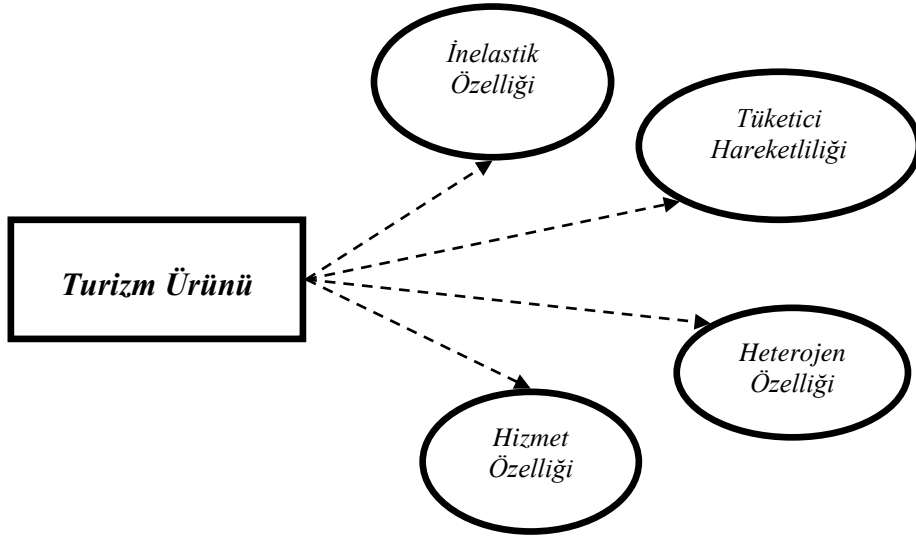 İnelastik
Özelliği
Tüketici
Hareketliliği
Turizm Ürünü
Heterojen
Özelliği
Hizmet
Özelliği